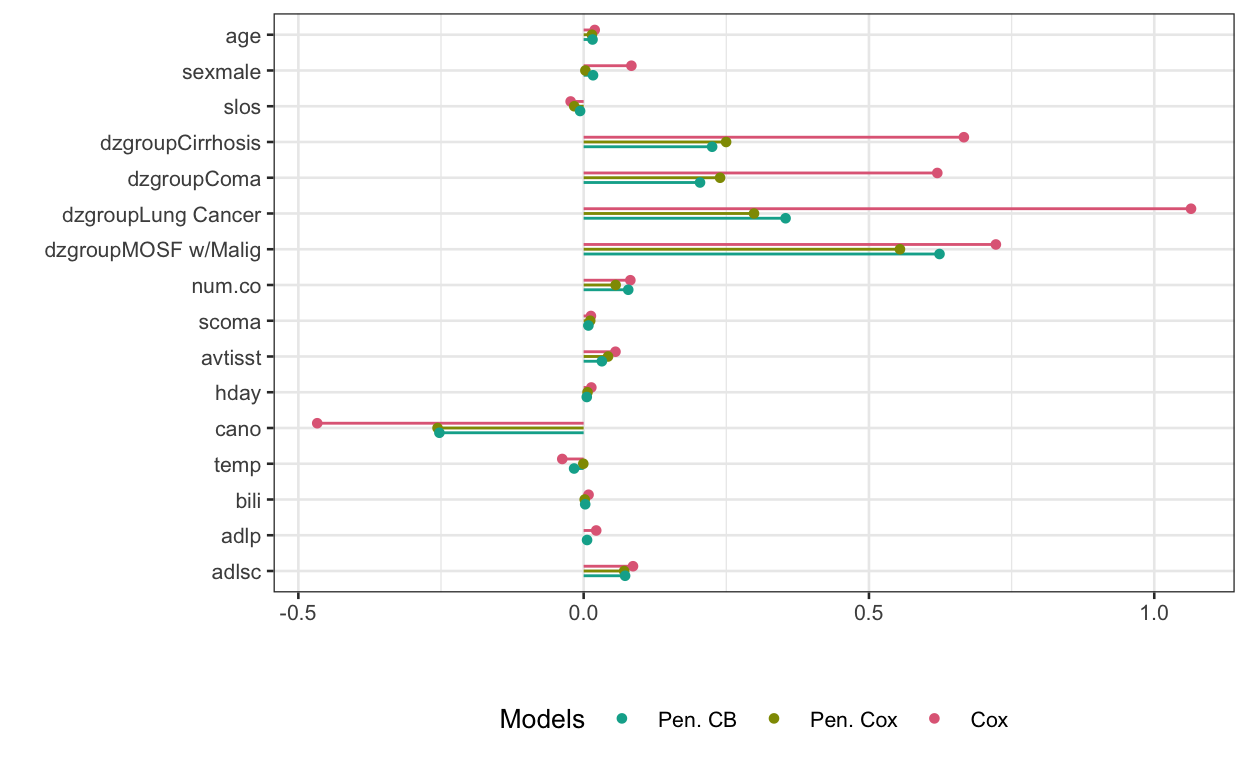 age
sexmale
slos
dzgroupCirrhosis
dzgroupComa
dzgroupLung Cancer
dzgroupMOSF w/Malig
num.co
scoma
avtisst
hday
cano
temp
bili
adlp
adlsc
-0.5 0.0 0.5 1.0
Models Pen. CB Pen. Cox Cox